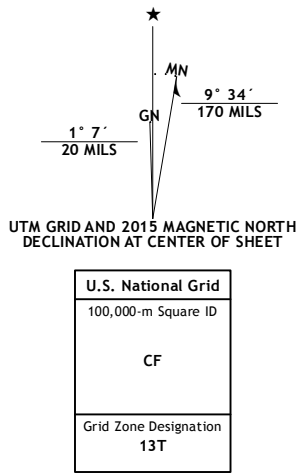 ★
MN
GN
9° 34´
170 MILS
1° 7´
20 MILS
UTM GRID AND 2015 MAGNETIC NORTH
DECLINATION AT CENTER OF SHEET
U.S. National Grid
100,000-m Square ID
CF
Grid Zone Designation
13T